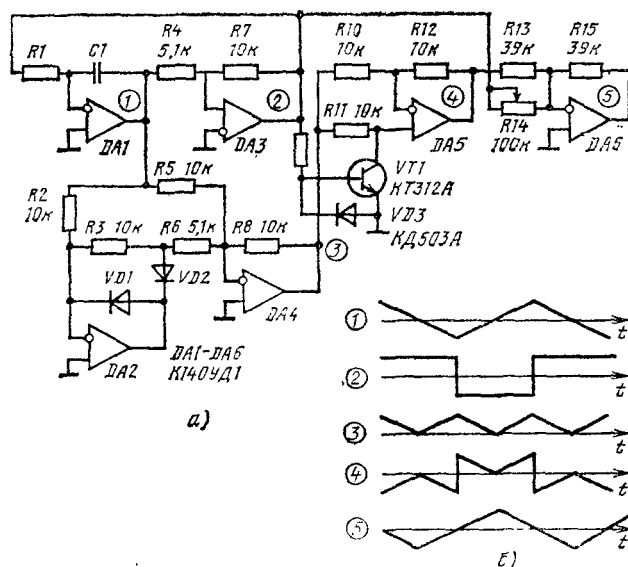 R1
C1
R4
5,1к
R7
10к
R10
10к
R12
10к
R13
39к
R15
39к
1
2
4
5
DA1
DA3
R11 10к
DA5
R14
100к
DA6
R2
10к
R5 10к
VT1
КТ312А
R3 10к
R6 5,1к
R8 10к
VD3
КД503А
3
VD1
VD2
DA4
DA2
DA1-DA6
К140УД1
а)
1
t
2
t
3
t
4
t
5
t
б)